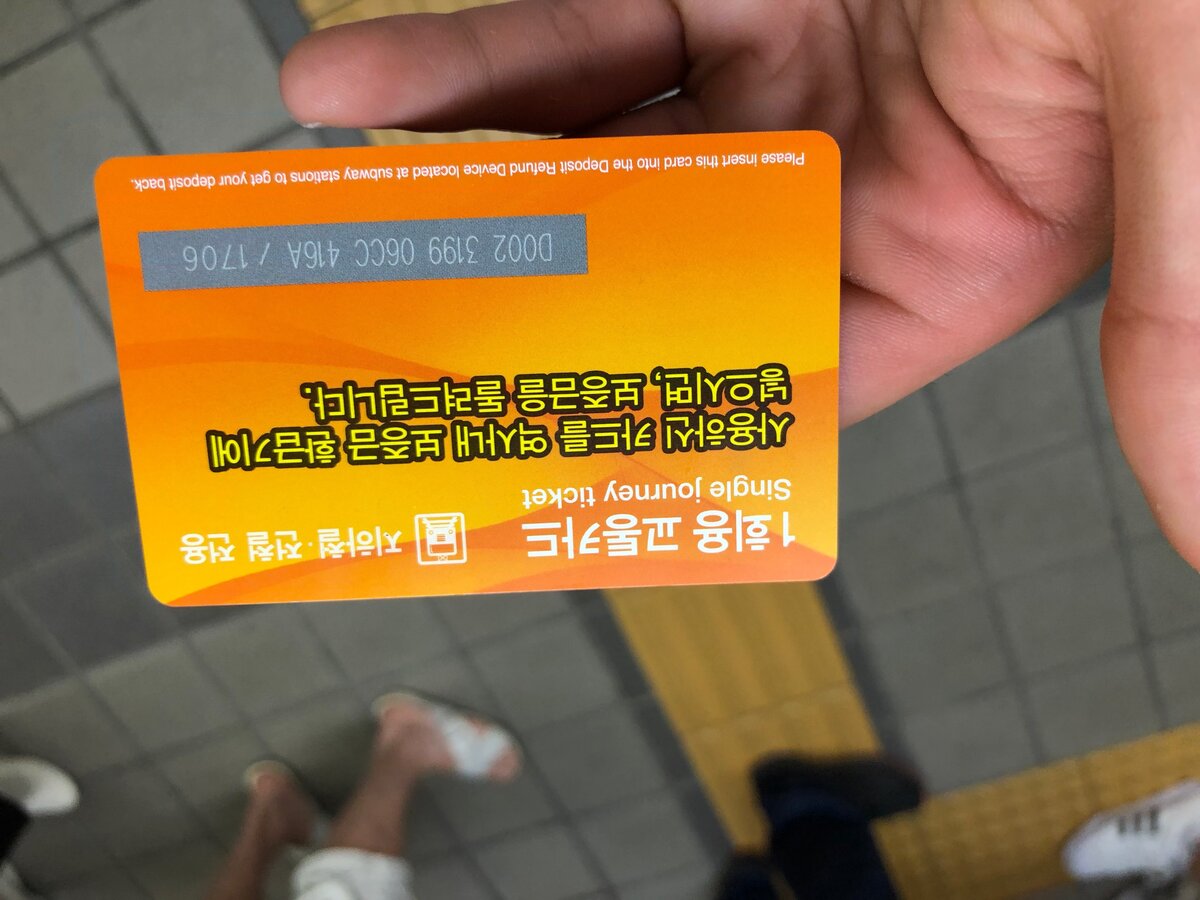 1회용 교통카드
Single journey ticket
지하철·전철 전용
사용하신 카드를 역사내 보증금 환급기에
넣으시면, 보증금을 돌려드립니다.
D002 3199 06CC 416A / 1706
Please insert this card into the Deposit Refund Device located at subway stations to get your deposit back.